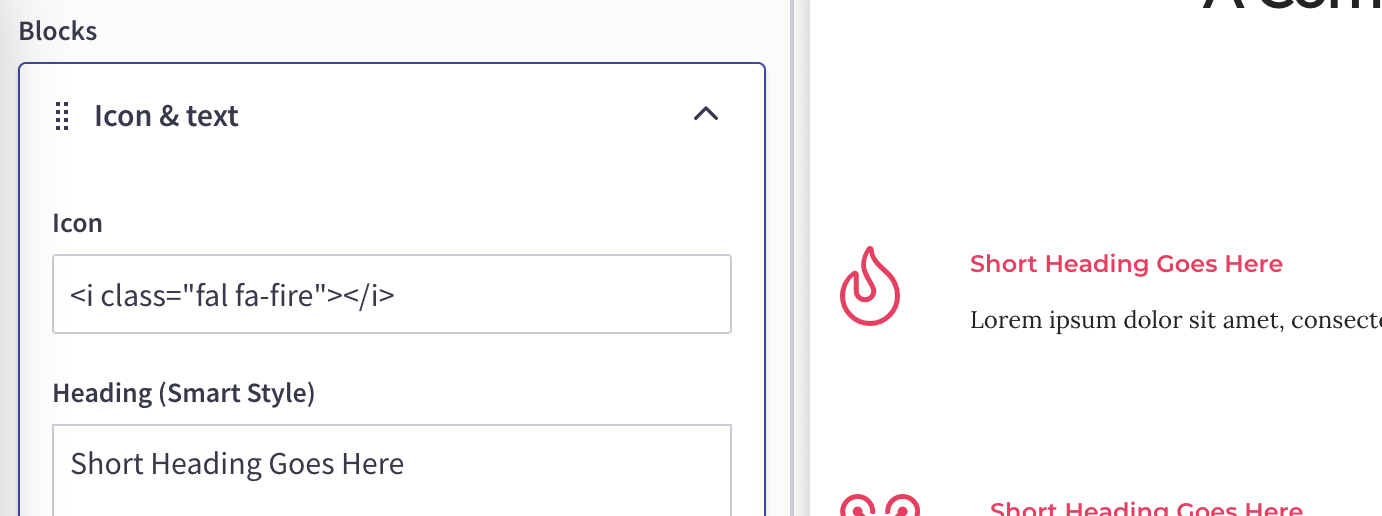 Blocks
Icon & text
Icon
<i class="fal fa-fire"></i>
Heading (Smart Style)
Short Heading Goes Here
A Com
Short Heading Goes Here
Lorem ipsum dolor sit amet, consecte
Short Heading Goes Here